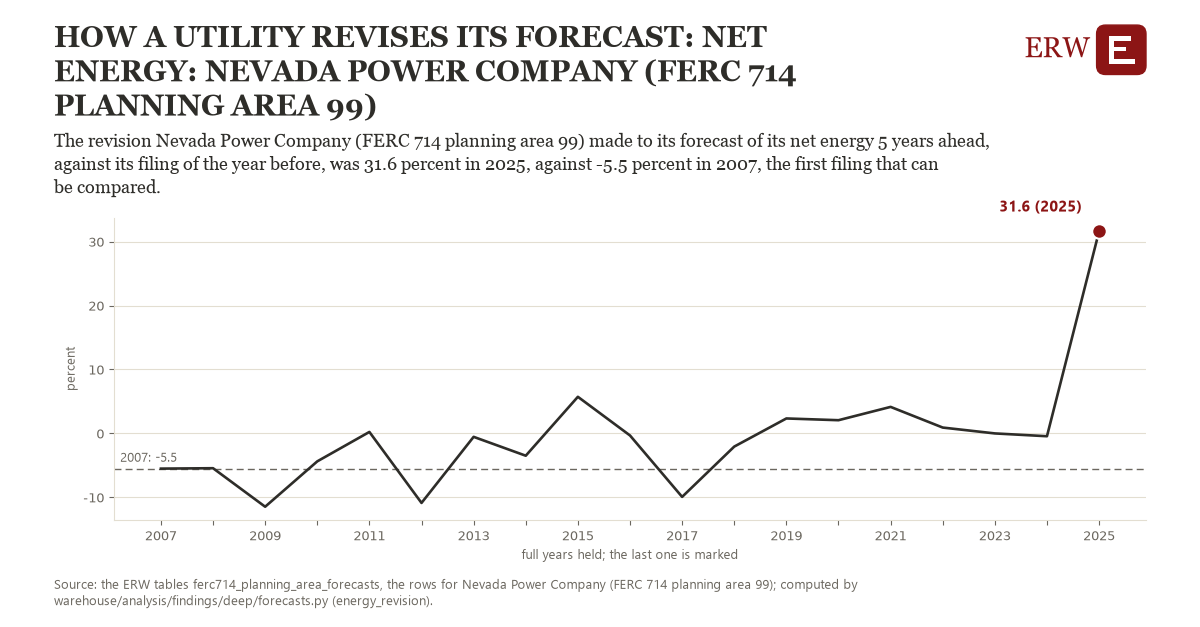 HOW A UTILITY REVISES ITS FORECAST: NET
ENERGY: NEVADA POWER COMPANY (FERC 714
PLANNING AREA 99)
ERW E
The revision Nevada Power Company (FERC 714 planning area 99) made to its forecast of its net energy 5 years ahead,
against its filing of the year before, was 31.6 percent in 2025, against -5.5 percent in 2007, the first filing that can
be compared.
31.6 (2025)
30
20
10
0
-10
percent
2007: -5.5
2007 2009 2011 2013 2015 2017 2019 2021 2023 2025
full years held; the last one is marked
Source: the ERW tables ferc714_planning_area_forecasts, the rows for Nevada Power Company (FERC 714 planning area 99); computed by
warehouse/analysis/findings/deep/forecasts.py (energy_revision).